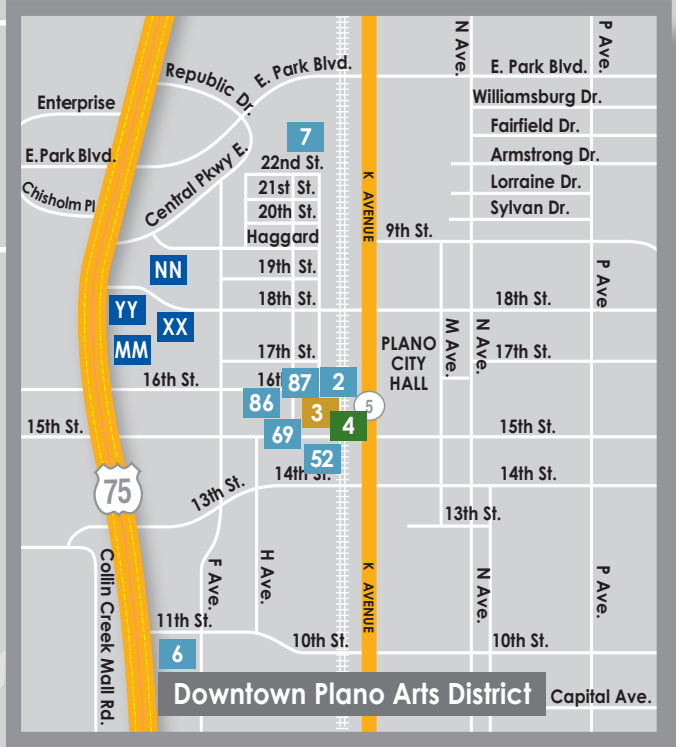 N Ave.
P Ave.
Republic Dr.
E. Park Blvd.
E. Park Blvd.
Enterprise
Williamsburg Dr.
7
Fairfield Dr.
E.Park Blvd.
22nd St.
Armstrong Dr.
Chisholm Pl
Central Pkwy E.
21st St.
K AVENUE
Lorraine Dr.
20th St.
Sylvan Dr.
Haggard
9th St.
NN
19th St.
P Ave
YY
18th St.
18th St.
XX
MM
17th St.
PLANO
CITY
HALL
M Ave.
N Ave.
17th St.
16th St.
16t
87
2
86
3
5
15th St.
69
4
15th St.
52
75
14th St.
14th St.
13th St.
13th St.
Collin Creek Mall Rd.
F Ave.
H Ave.
K AVENUE
N Ave.
P Ave.
11th St.
10th St.
10th St.
6
Downtown Plano Arts District
Capital Ave.